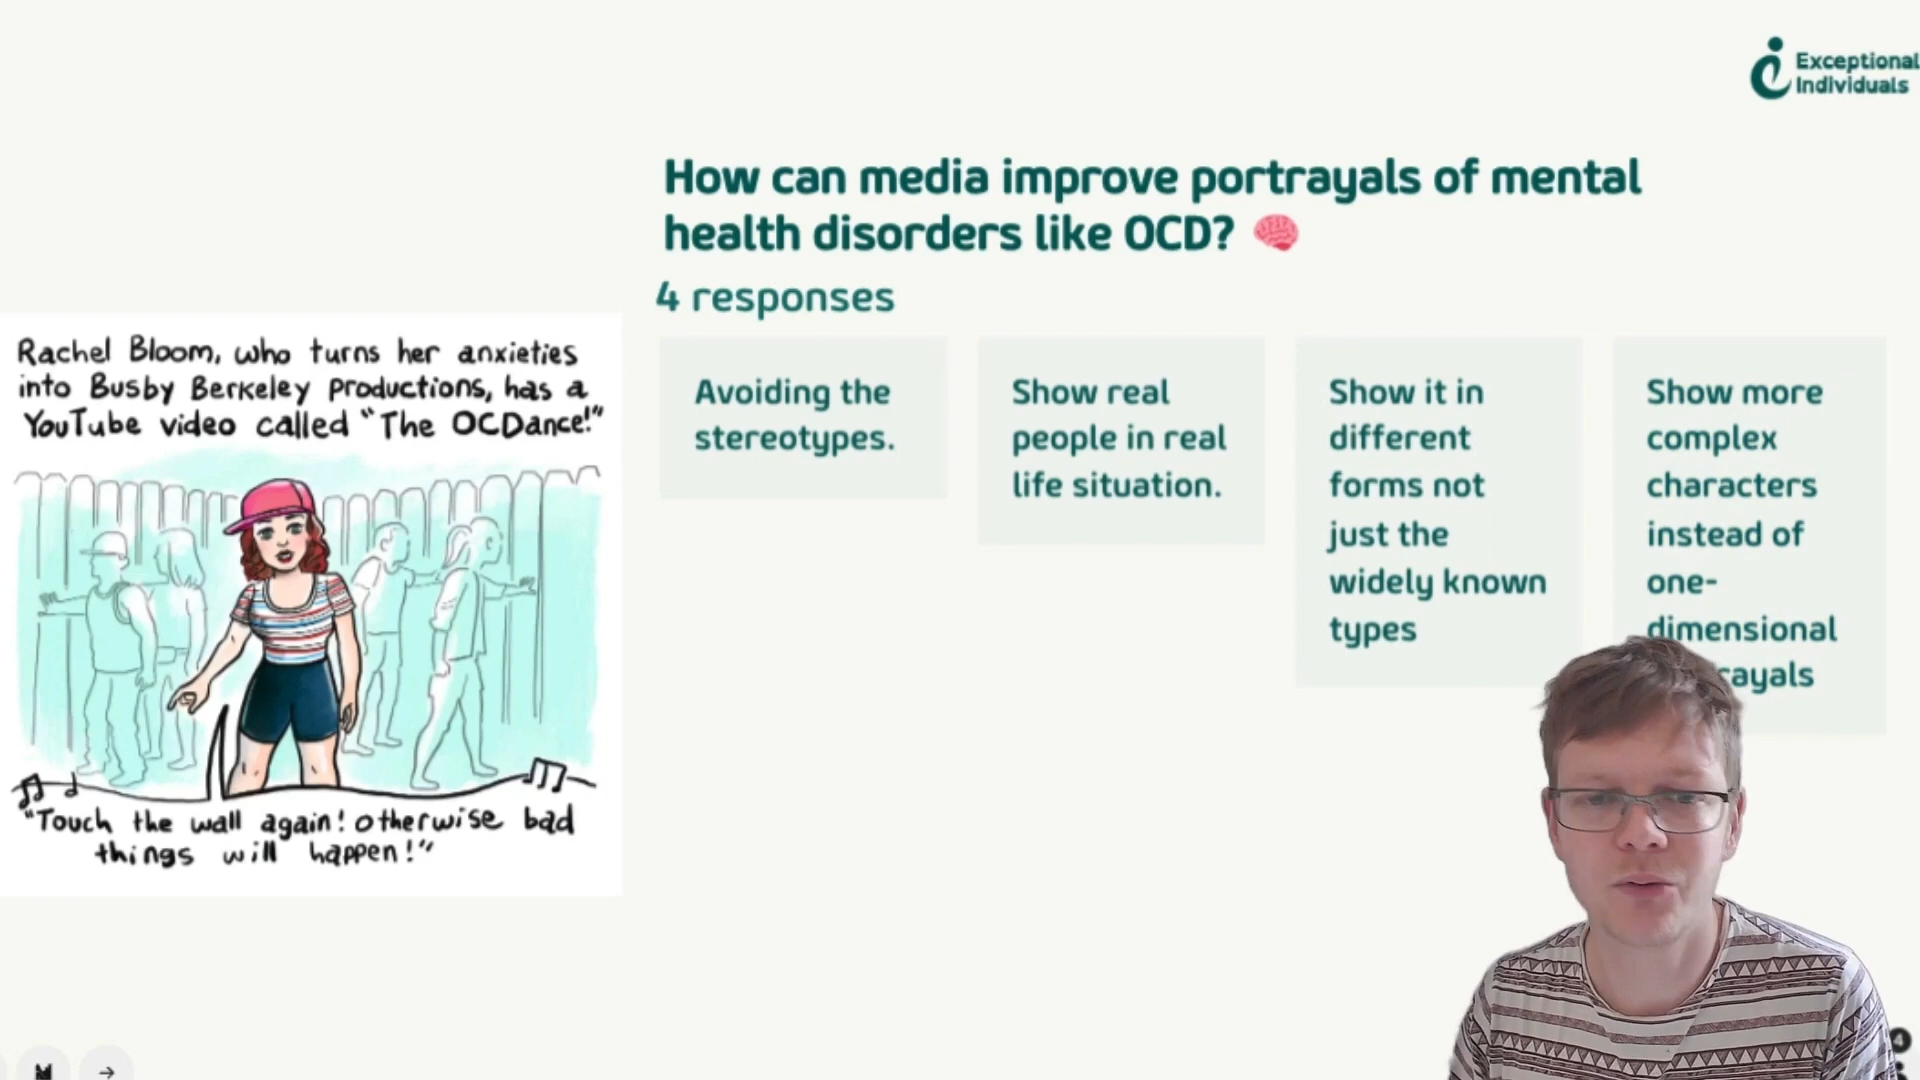 Exceptional
Individuals
How can media improve portrayals of mental
health disorders like OCD?
4 responses
Rachel Bloom, who turns her anxieties
into Busby Berkeley productions, has a
YouTube video called "The OCDance!"
"Touch the wall again! otherwise bad
things will happen!"
Avoiding the
stereotypes.
Show real
people in real
life situation.
Show it in
different
forms not
just the
widely known
types
Show more
complex
characters
instead of
one-
dimensional
4